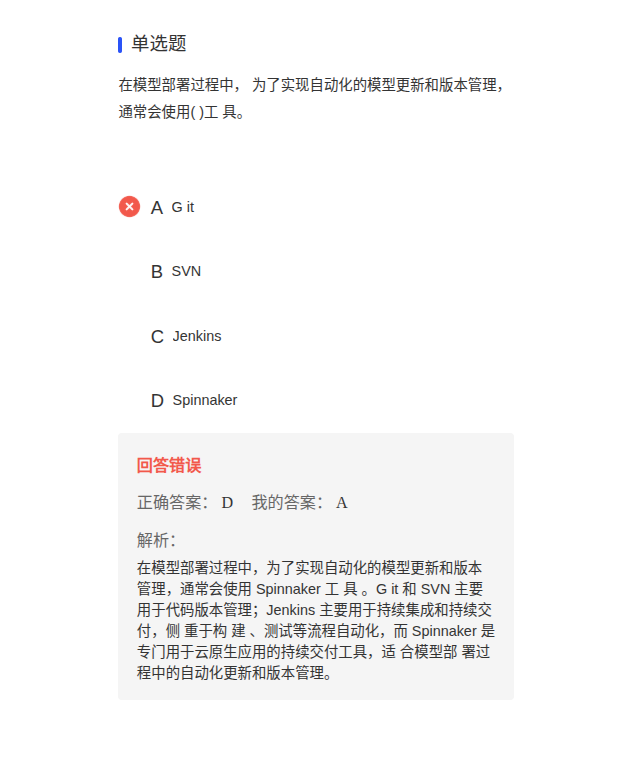 单选题
在模型部署过程中， 为了实现自动化的模型更新和版本管理，
通常会使用( )工 具。
A G it
B SVN
C Jenkins
D Spinnaker
回答错误
正确答案： D 我的答案： A
解析：
在模型部署过程中，为了实现自动化的模型更新和版本
管理，通常会使用 Spinnaker 工 具 。G it 和 SVN 主要
用于代码版本管理；Jenkins 主要用于持续集成和持续交
付，侧 重于构 建 、测试等流程自动化，而 Spinnaker 是
专门用于云原生应用的持续交付工具，适 合模型部 署过
程中的自动化更新和版本管理。